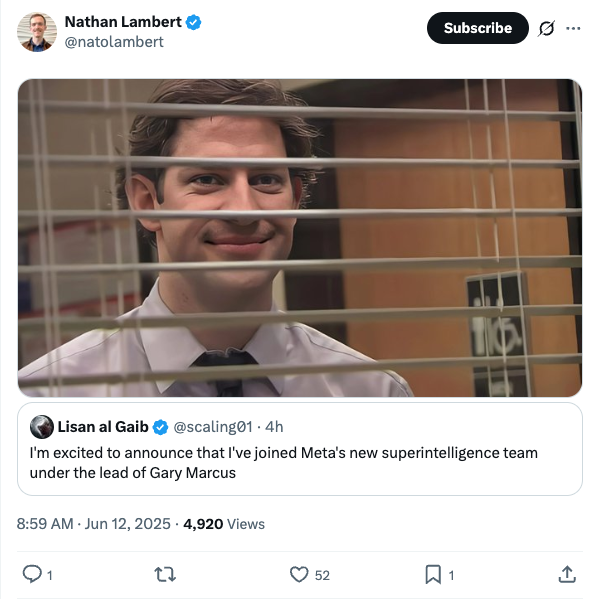 Nathan Lambert
@natolambert
Subscribe
Lisan al Gaib @scaling01 · 4h
I'm excited to announce that I've joined Meta's new superintelligence team
under the lead of Gary Marcus
8:59 AM · Jun 12, 2025 · 4,920 Views
1
52
1